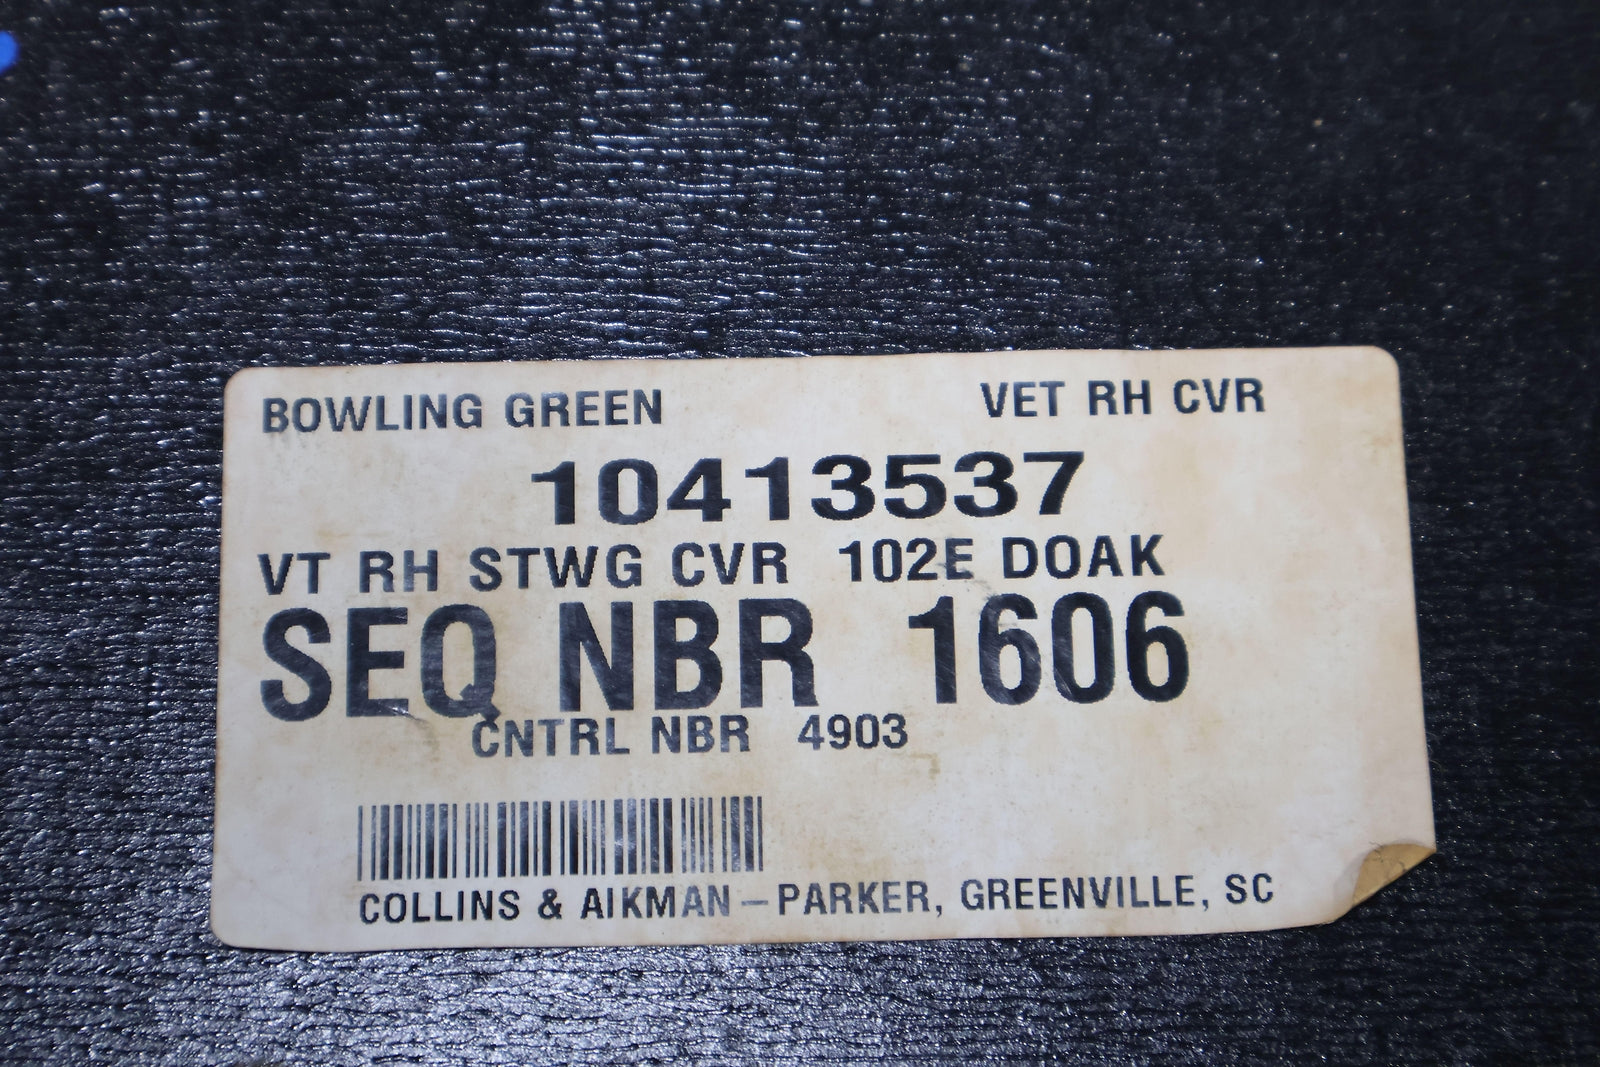 BOWLING GREEN VET RH CVR
10413537
VT RH STWG CVR 102E DOAK
SEQ NBR 1606
CNTRL NBR 4903
COLLINS & AIKMAN – PARKER, GREENVILLE, SC